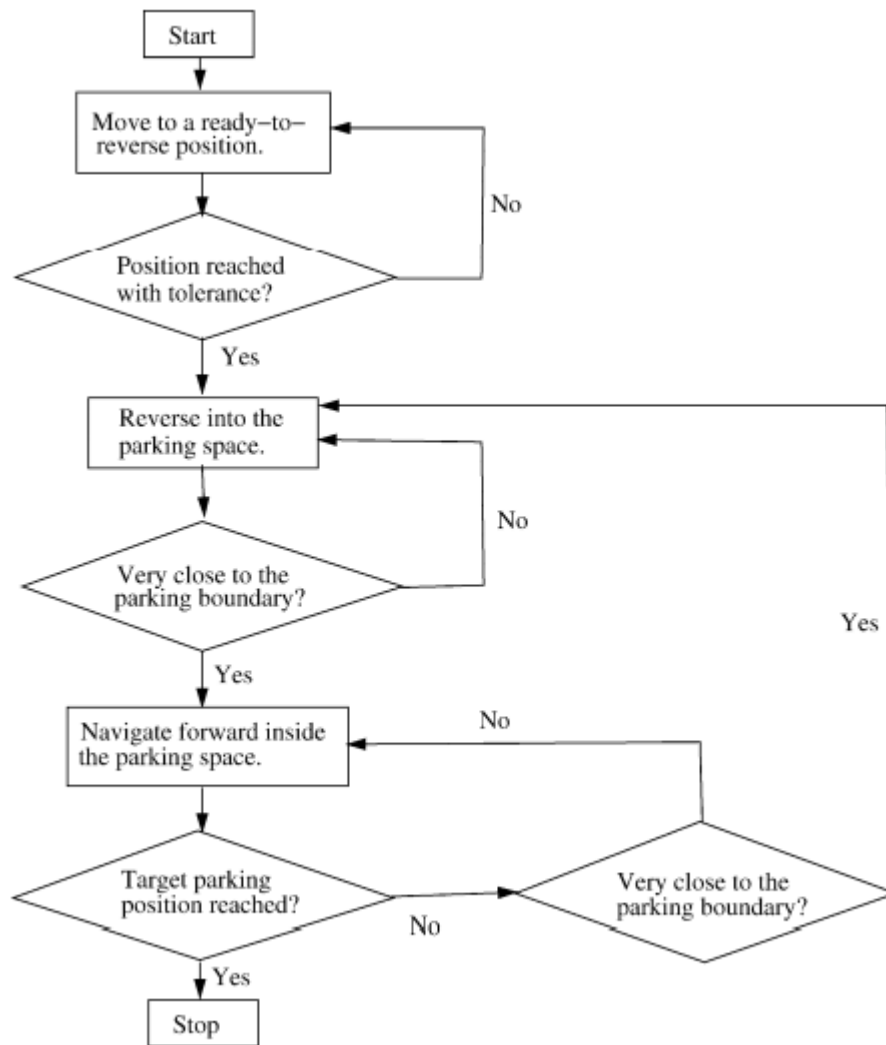 Start
Move to a ready-to-
reverse position.
No
Position reached
with tolerance?
Yes
Reverse into the
parking space.
No
Very close to the
parking boundary?
Yes
Yes
Navigate forward inside
the parking space.
No
Target parking
position reached?
No
Very close to the
parking boundary?
Yes
Stop